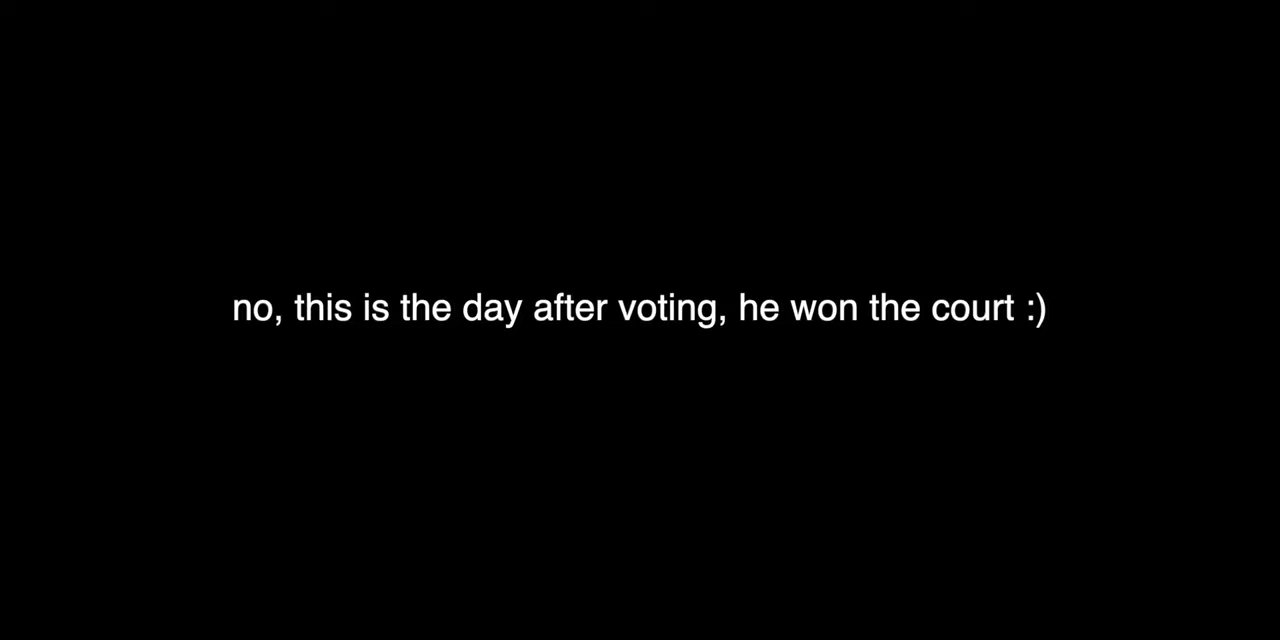 no, this is the day after voting, he won the court :)